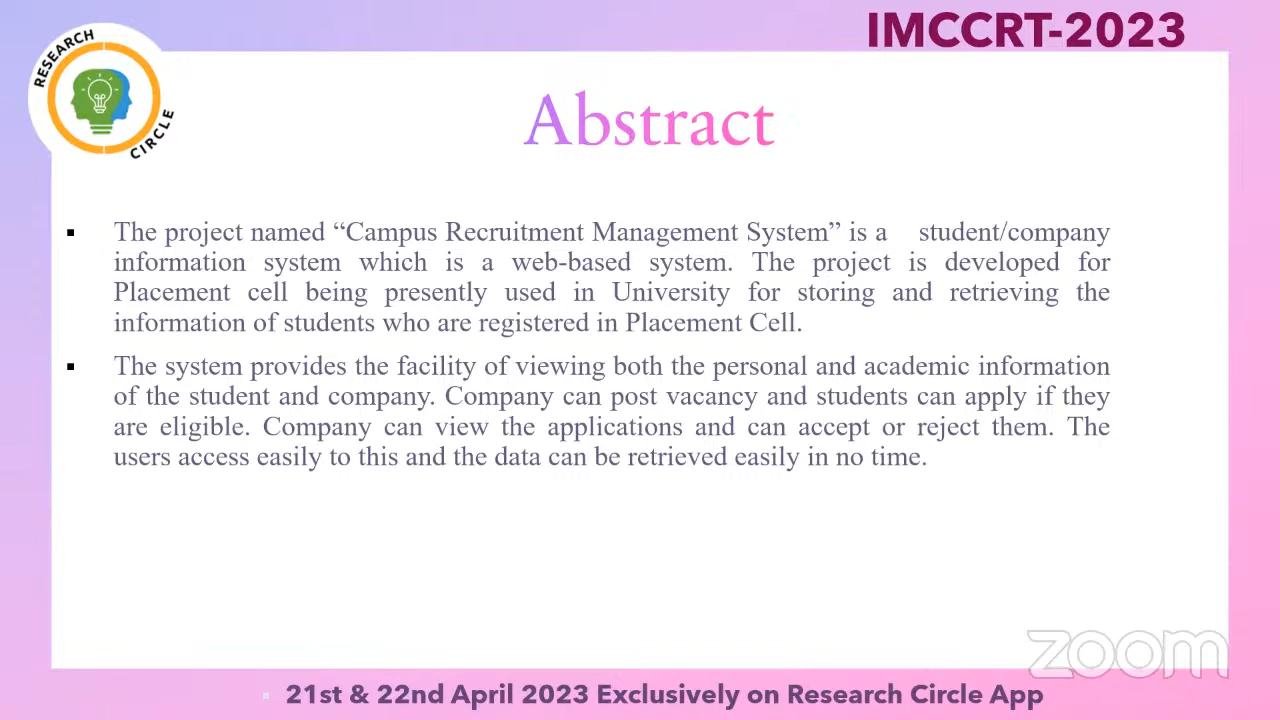 IMCCRT-2023
RESEARCH
CIRCLE
Abstract
▪ The project named “Campus Recruitment Management System” is a student/company
information system which is a web-based system. The project is developed for
Placement cell being presently used in University for storing and retrieving the
information of students who are registered in Placement Cell.
▪ The system provides the facility of viewing both the personal and academic information
of the student and company. Company can post vacancy and students can apply if they
are eligible. Company can view the applications and can accept or reject them. The
users access easily to this and the data can be retrieved easily in no time.
zoom
▪ 21st & 22nd April 2023 Exclusively on Research Circle App